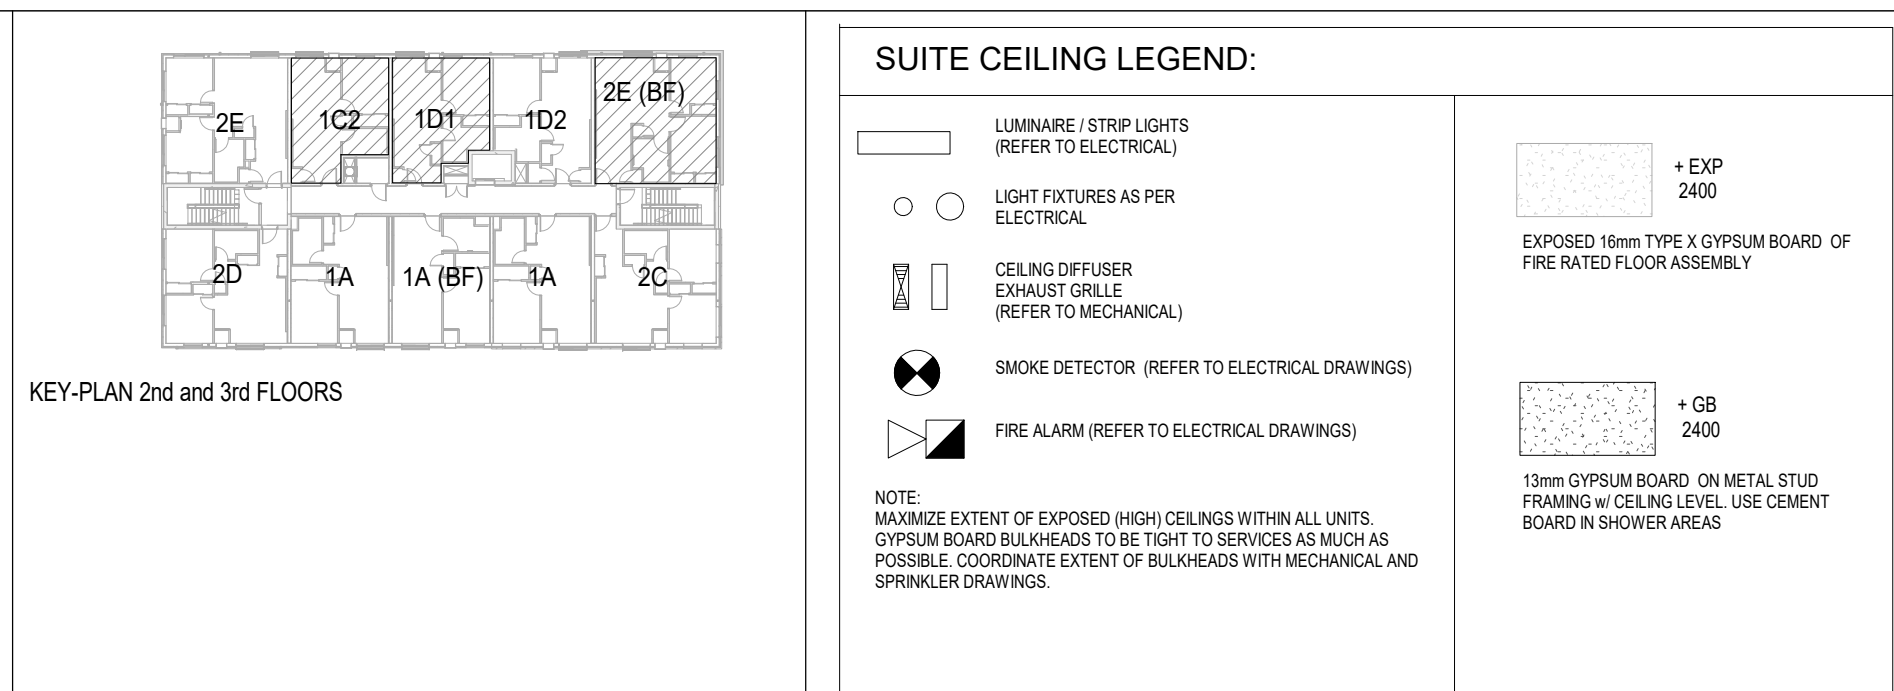 2E
1C2
1D1
1D2
2E (BF)
2D
1A
1A (BF)
1A
2C
KEY-PLAN 2nd and 3rd FLOORS
SUITE CEILING LEGEND:
LUMINAIRE / STRIP LIGHTS
(REFER TO ELECTRICAL)
LIGHT FIXTURES AS PER
ELECTRICAL
CEILING DIFFUSER
EXHAUST GRILLE
(REFER TO MECHANICAL)
SMOKE DETECTOR (REFER TO ELECTRICAL DRAWINGS)
FIRE ALARM (REFER TO ELECTRICAL DRAWINGS)
NOTE:
MAXIMIZE EXTENT OF EXPOSED (HIGH) CEILINGS WITHIN ALL UNITS.
GYPSUM BOARD BULKHEADS TO BE TIGHT TO SERVICES AS MUCH AS
POSSIBLE. COORDINATE EXTENT OF BULKHEADS WITH MECHANICAL AND
SPRINKLER DRAWINGS.
+ EXP
2400
EXPOSED 16mm TYPE X GYPSUM BOARD OF
FIRE RATED FLOOR ASSEMBLY
+ GB
2400
13mm GYPSUM BOARD ON METAL STUD
FRAMING w/ CEILING LEVEL. USE CEMENT
BOARD IN SHOWER AREAS